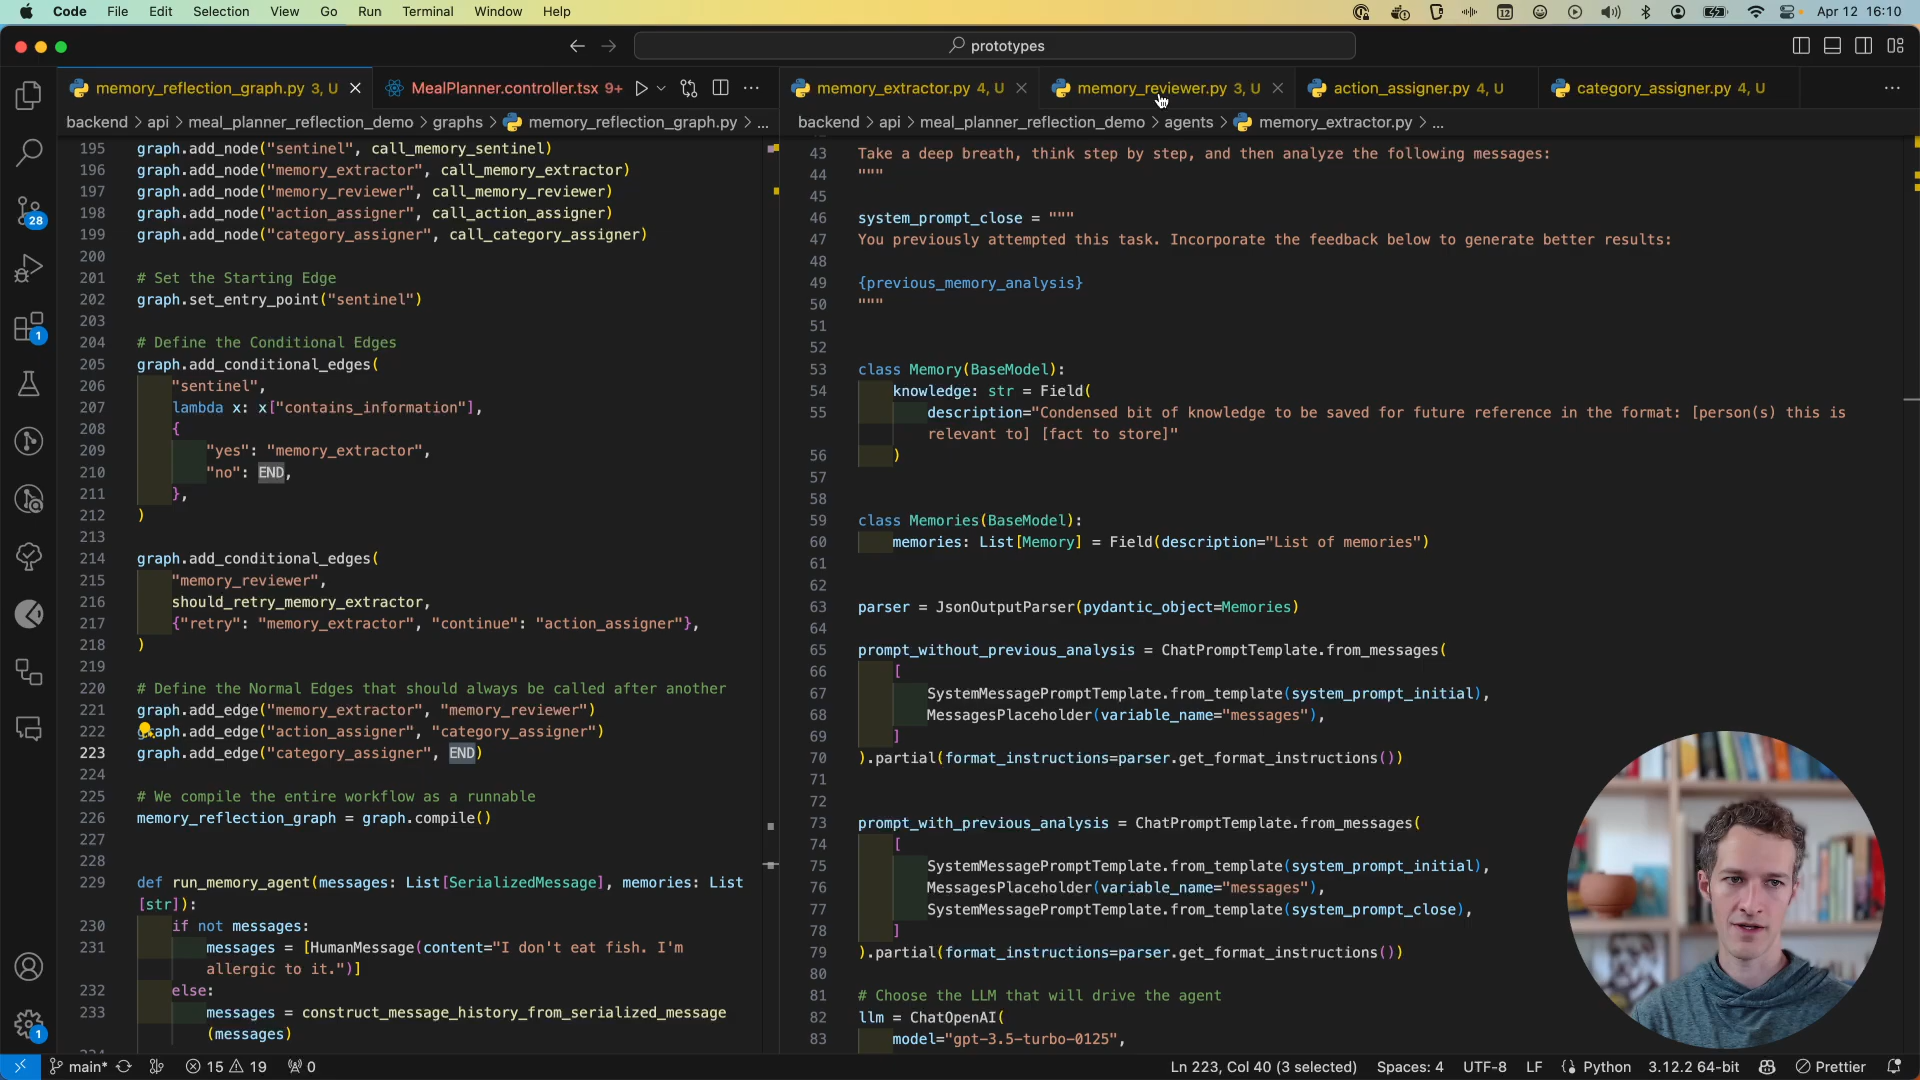 Code File Edit Selection View Go Run Terminal Window Help 12 Apr 12 16:10
prototypes
memory_reflection_graph.py 3, U MealPlanner.controller.tsx 9+
backend > api > meal_planner_reflection_demo > graphs > memory_reflection_graph.py > ...
195 graph.add_node("sentinel", call_memory_sentinel)
196 graph.add_node("memory_extractor", call_memory_extractor)
197 graph.add_node("memory_reviewer", call_memory_reviewer)
198 graph.add_node("action_assigner", call_action_assigner)
199 graph.add_node("category_assigner", call_category_assigner)
200
201 # Set the Starting Edge
202 graph.set_entry_point("sentinel")
203
204 # Define the Conditional Edges
205 graph.add_conditional_edges(
206 "sentinel",
207 lambda x: x["contains_information"],
208 {
209 "yes": "memory_extractor",
210 "no": END,
211 },
212 )
213
214 graph.add_conditional_edges(
215 "memory_reviewer",
216 should_retry_memory_extractor,
217 {"retry": "memory_extractor", "continue": "action_assigner"},
218 )
219
220 # Define the Normal Edges that should always be called after another
221 graph.add_edge("memory_extractor", "memory_reviewer")
222 graph.add_edge("action_assigner", "category_assigner")
223 graph.add_edge("category_assigner", END)
224
225 # We compile the entire workflow as a runnable
226 memory_reflection_graph = graph.compile()
227
228
229 def run_memory_agent(messages: List[SerializedMessage], memories: List
[str]):
230 if not messages:
231 messages = [HumanMessage(content="I don't eat fish. I'm
allergic to it.")]
232 else:
233 messages = construct_message_history_from_serialized_message
(messages)
memory_extractor.py 4, U memory_reviewer.py 3, U action_assigner.py 4, U category_assigner.py 4, U
backend > api > meal_planner_reflection_demo > agents > memory_extractor.py > ...
43 Take a deep breath, think step by step, and then analyze the following messages:
44 """
45
46 system_prompt_close = """
47 You previously attempted this task. Incorporate the feedback below to generate better results:
48
49 {previous_memory_analysis}
50 """
51
52
53 class Memory(BaseModel):
54 knowledge: str = Field(
55 description="Condensed bit of knowledge to be saved for future reference in the format: [person(s) this is
relevant to] [fact to store]"
56 )
57
58
59 class Memories(BaseModel):
60 memories: List[Memory] = Field(description="List of memories")
61
62
63 parser = JsonOutputParser(pydantic_object=Memories)
64
65 prompt_without_previous_analysis = ChatPromptTemplate.from_messages(
66 [
67 SystemMessagePromptTemplate.from_template(system_prompt_initial),
68 MessagesPlaceholder(variable_name="messages"),
69 ]
70 ).partial(format_instructions=parser.get_format_instructions())
71
72
73 prompt_with_previous_analysis = ChatPromptTemplate.from_messages(
74 [
75 SystemMessagePromptTemplate.from_template(system_prompt_initial),
76 MessagesPlaceholder(variable_name="messages"),
77 SystemMessagePromptTemplate.from_template(system_prompt_close),
78 ]
79 ).partial(format_instructions=parser.get_format_instructions())
80
81 # Choose the LLM that will drive the agent
82 llm = ChatOpenAI(
83 model="gpt-3.5-turbo-0125",
28
1
1
main* 15 19 0 Ln 223, Col 40 (3 selected) Spaces: 4 UTF-8 LF Python 3.12.2 64-bit Prettier